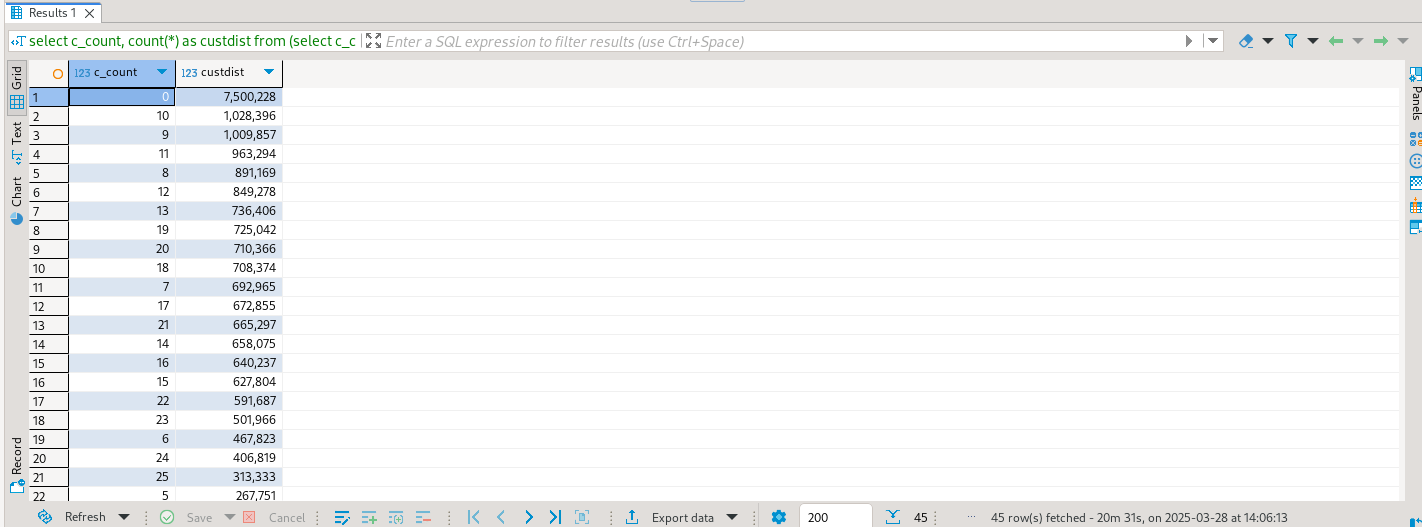 Results 1
select c_count, count(*) as custdist from (select c_c
Enter a SQL expression to filter results (use Ctrl+Space)
Grid
Text
Chart
Record
Panels
123 c_count 123 custdist
1 0 7,500,228
2 10 1,028,396
3 9 1,009,857
4 11 963,294
5 8 891,169
6 12 849,278
7 13 736,406
8 19 725,042
9 20 710,366
10 18 708,374
11 7 692,965
12 17 672,855
13 21 665,297
14 14 658,075
15 16 640,237
16 15 627,804
17 22 591,687
18 23 501,966
19 6 467,823
20 24 406,819
21 25 313,333
22 5 267,751
Refresh Save Cancel Export data 200 45 45 row(s) fetched - 20m 31s, on 2025-03-28 at 14:06:13